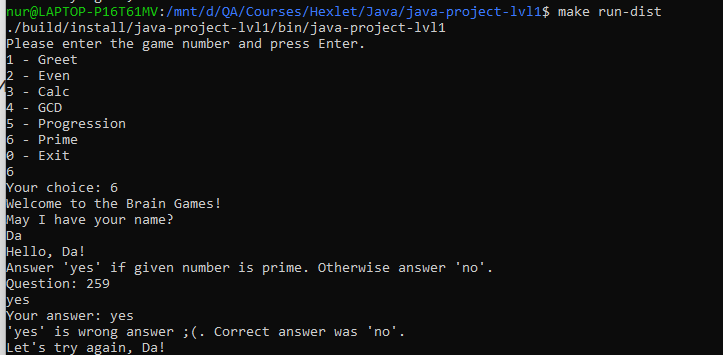 nur@LAPTOP-P16T61MV:/mnt/d/QA/Courses/Hexlet/Java/java-project-lvl1$ make run-dist
./build/install/java-project-lvl1/bin/java-project-lvl1
Please enter the game number and press Enter.
1 - Greet
2 - Even
3 - Calc
4 - GCD
5 - Progression
6 - Prime
0 - Exit
6
Your choice: 6
Welcome to the Brain Games!
May I have your name?
Da
Hello, Da!
Answer 'yes' if given number is prime. Otherwise answer 'no'.
Question: 259
yes
Your answer: yes
'yes' is wrong answer ;(. Correct answer was 'no'.
Let's try again, Da!